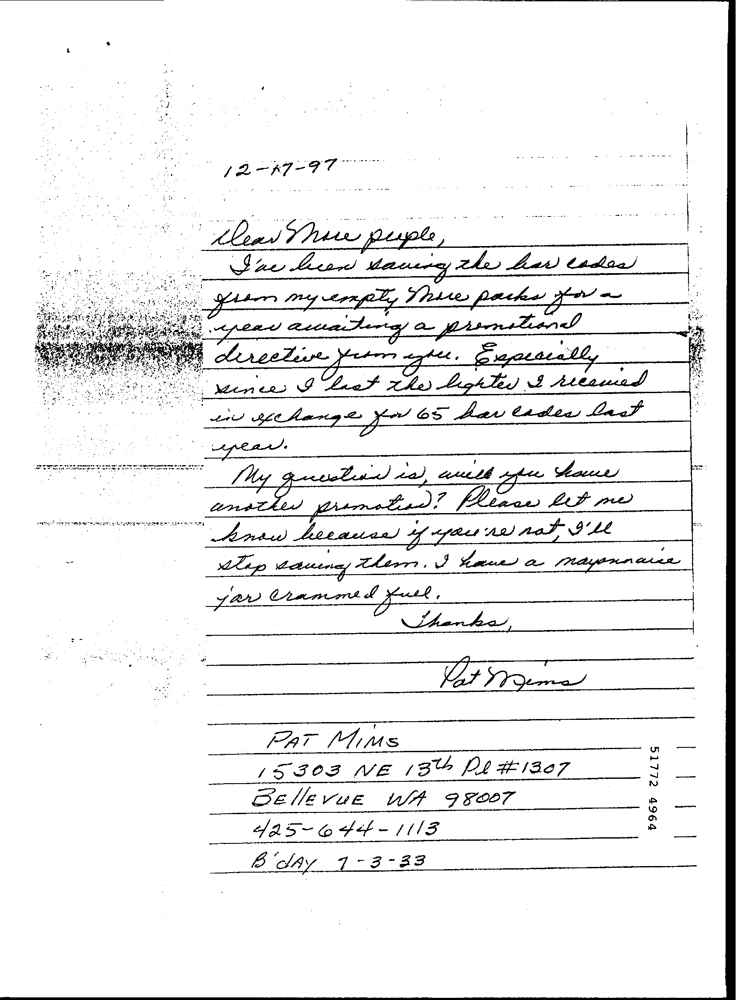 12-17-97
Dear More people,
I've been saving the bar codes
from my empty More packs for a
year awaiting a promotional
directive from you. Especially
since I lost the lighter I received
in exchange for 65 bar codes last
year.
My question is, will you have
another promotion? Please let me
know because if you're not, I'll
stop saving them. I have a mayonnaise
jar crammed full.
Thanks,
Pat Mims
PAT MIMS
15303 NE 13th Pl #1307
BELLEVUE WA 98007
425-644-1113
B'dAY 7-3-33
51772 4964